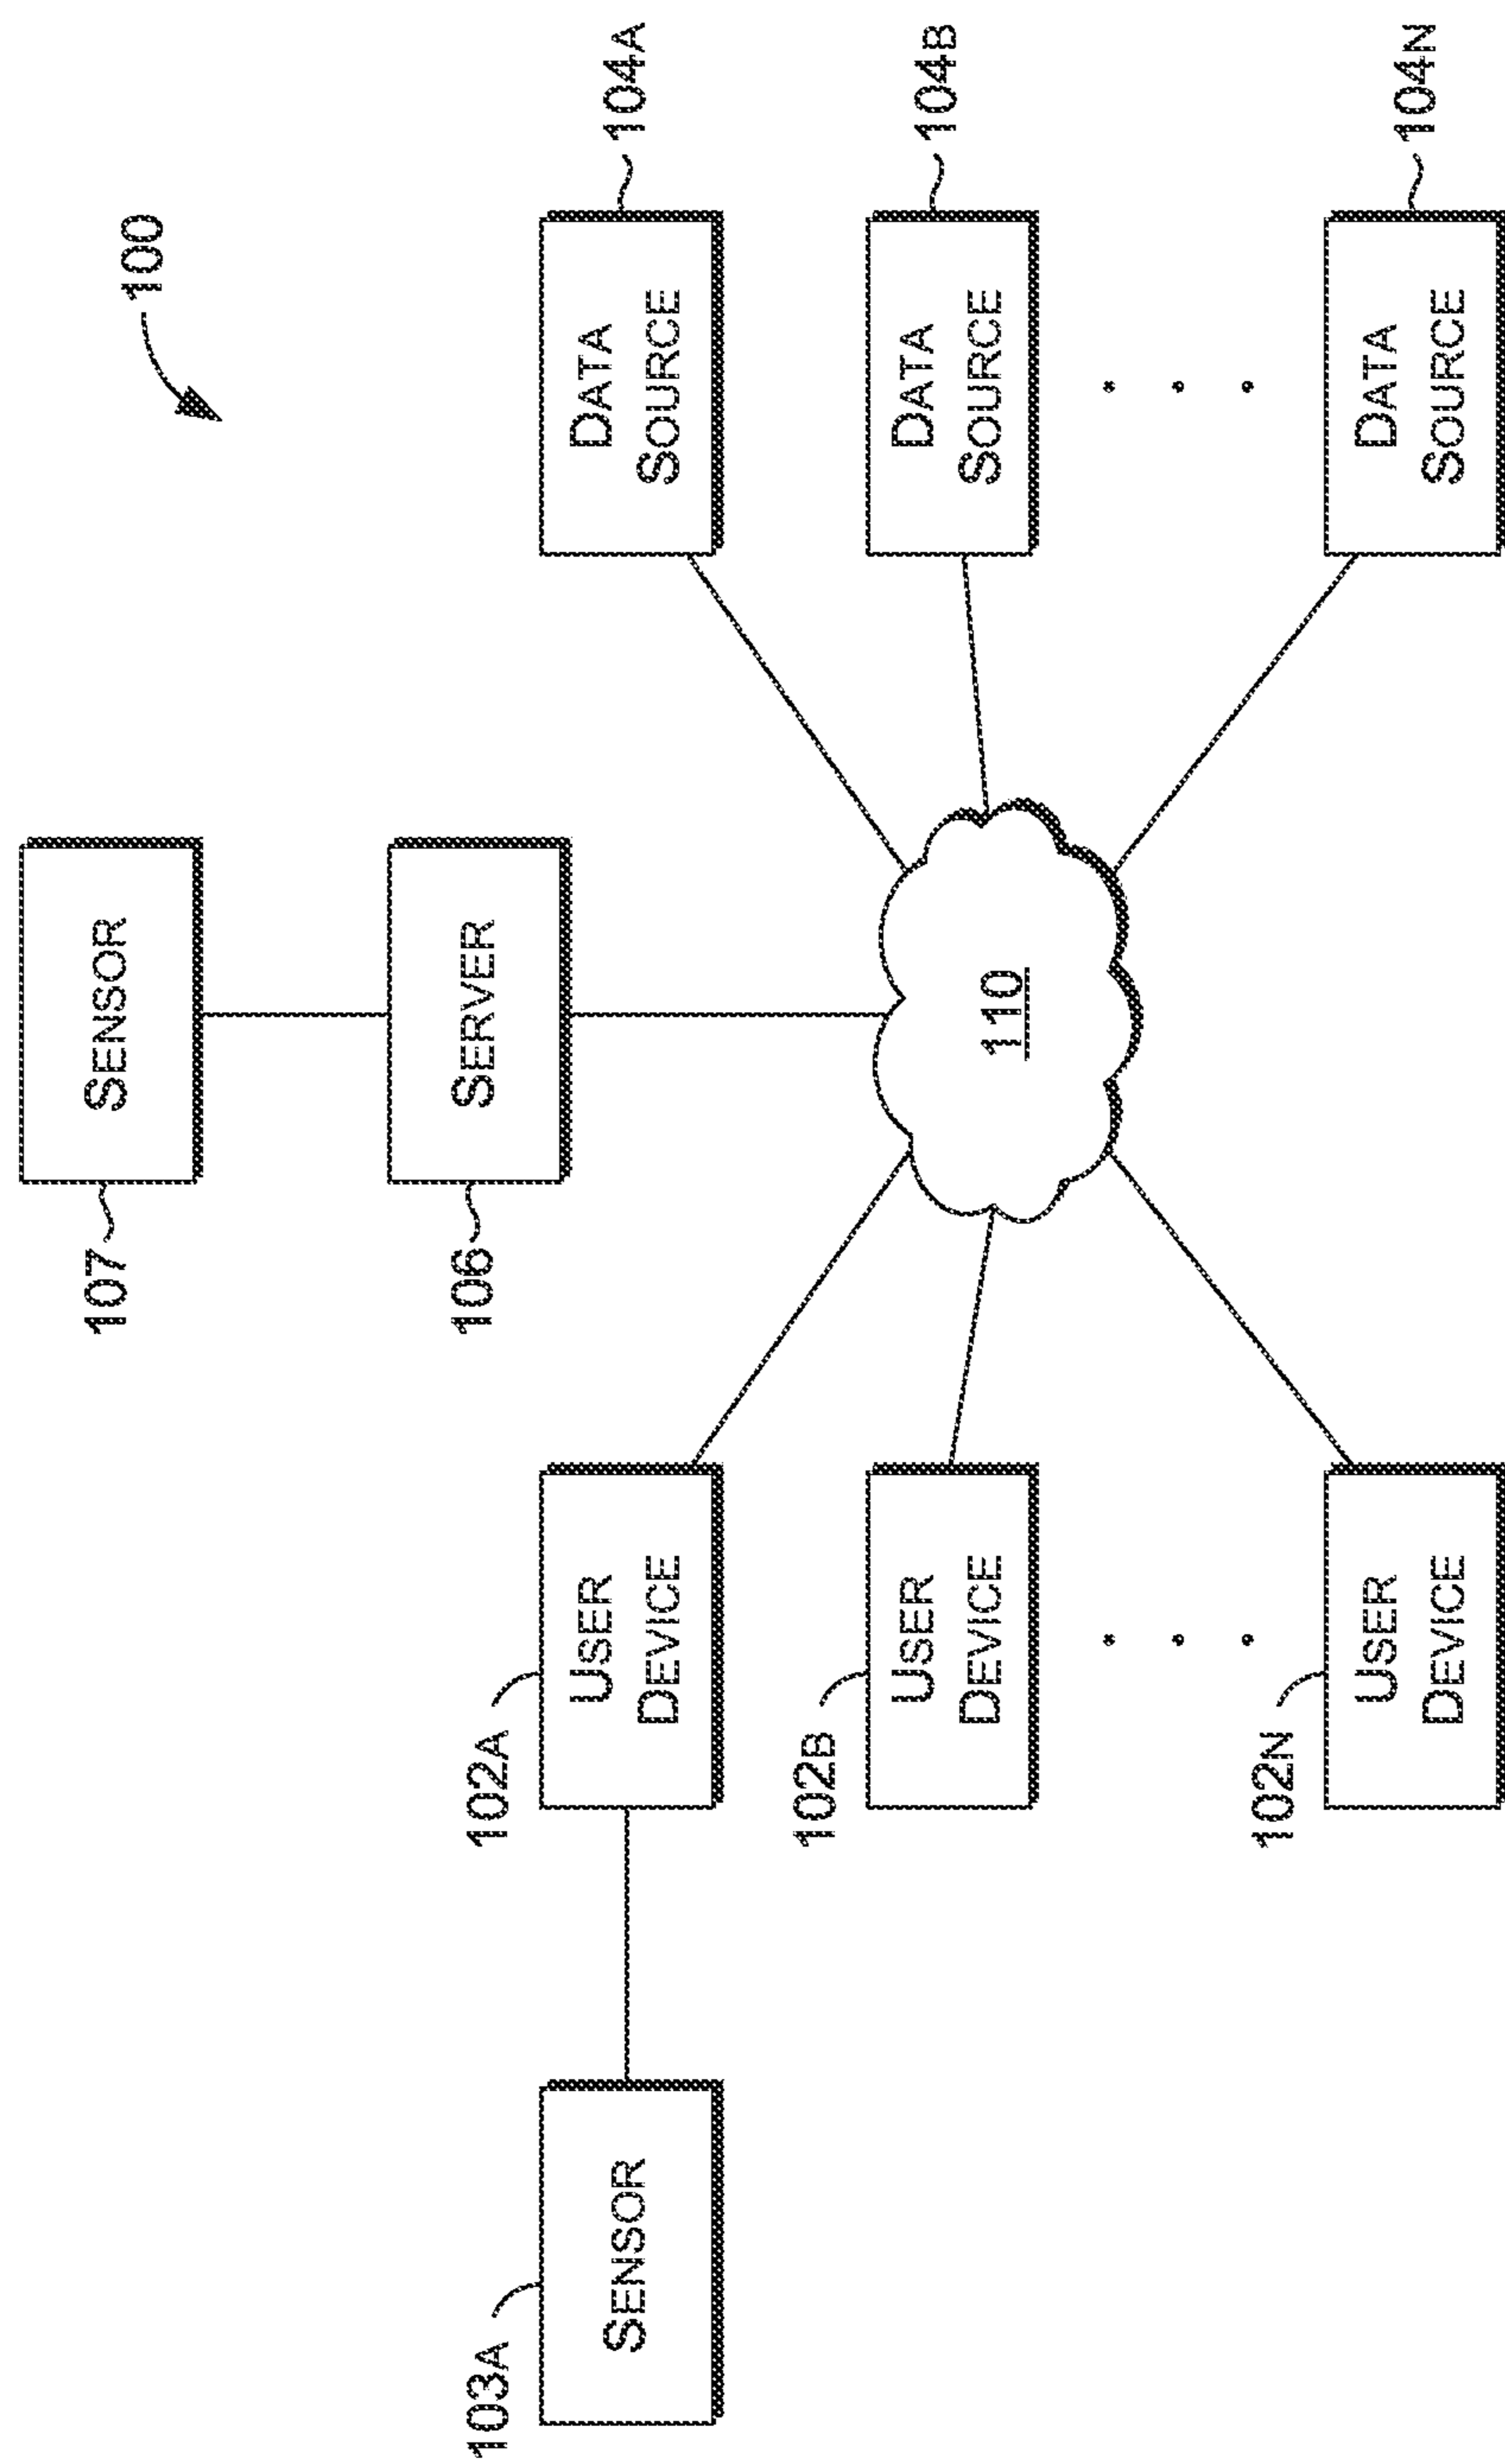 100
SENSOR
107
SERVER
106
102A
USER
DEVICE
DATA
SOURCE
104A
103A
SENSOR
102B
USER
DEVICE
110
DATA
SOURCE
104B
102N
USER
DEVICE
DATA
SOURCE
104N